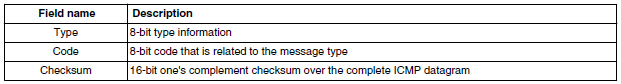 Field name Description
Type 8-bit type information
Code 8-bit code that is related to the message type
Checksum 16-bit one's complement checksum over the complete ICMP datagram